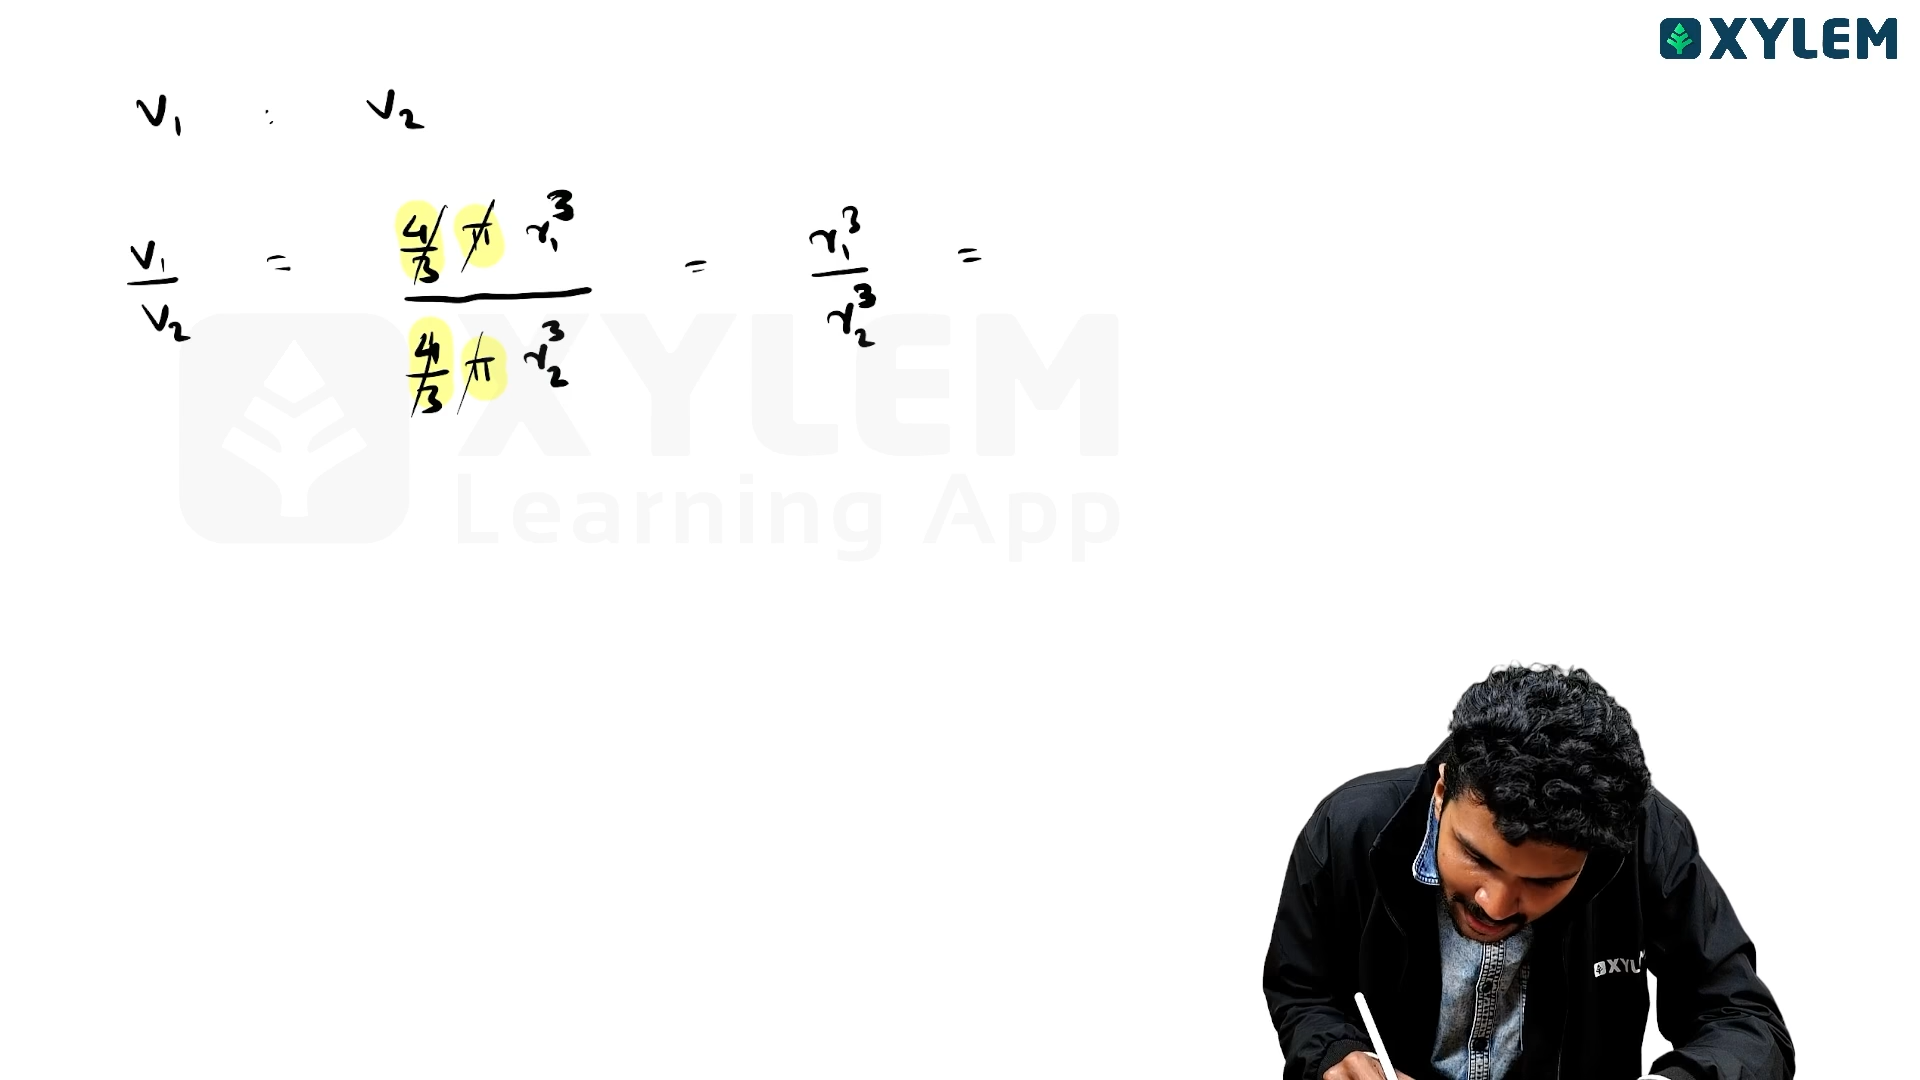 XYLEM
V₁ : V₂
V₁/V₂ = (4/3 π r₁³)/(4/3 π r₂³) = r₁³/r₂³ =
XYLEM
Learning App
XYL